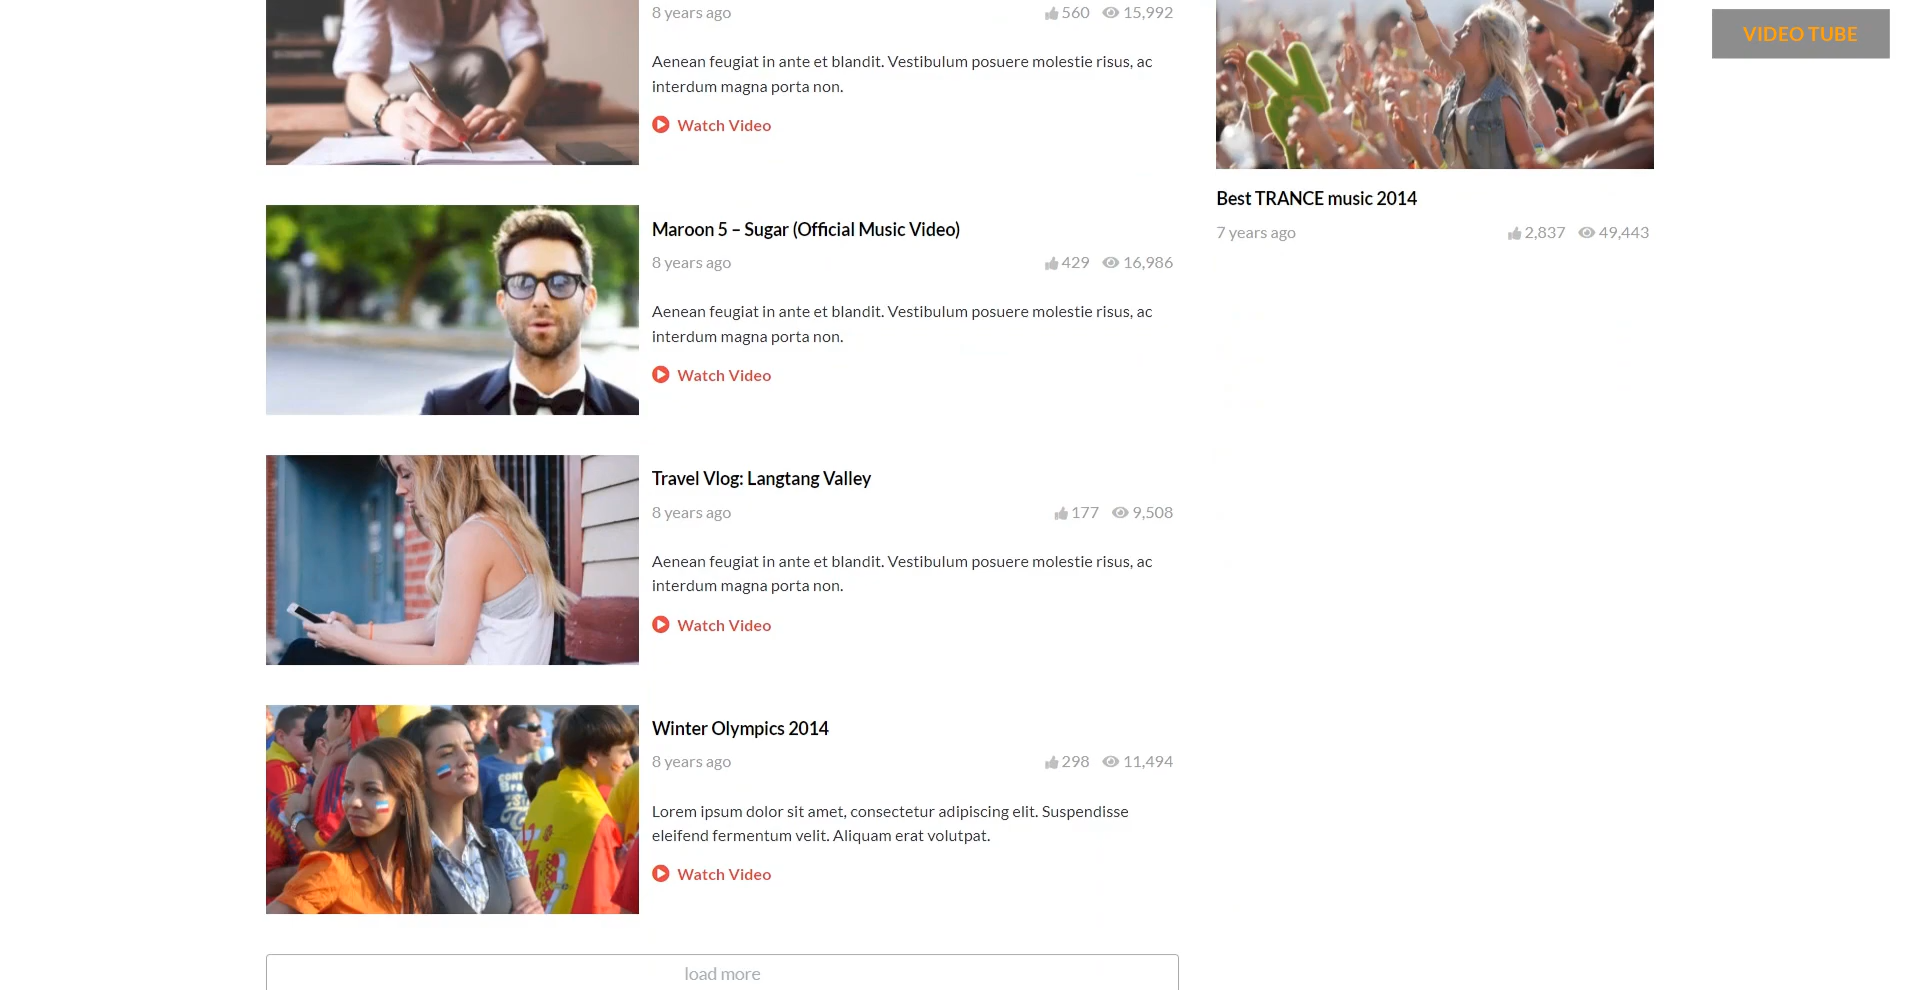 8 years ago 560 15,992
Aenean feugiat in ante et blandit. Vestibulum posuere molestie risus, ac
interdum magna porta non.
Watch Video
Maroon 5 – Sugar (Official Music Video)
8 years ago 429 16,986
Aenean feugiat in ante et blandit. Vestibulum posuere molestie risus, ac
interdum magna porta non.
Watch Video
Travel Vlog: Langtang Valley
8 years ago 177 9,508
Aenean feugiat in ante et blandit. Vestibulum posuere molestie risus, ac
interdum magna porta non.
Watch Video
Winter Olympics 2014
8 years ago 298 11,494
Lorem ipsum dolor sit amet, consectetur adipiscing elit. Suspendisse
eleifend fermentum velit. Aliquam erat volutpat.
Watch Video
load more
Best TRANCE music 2014
7 years ago 2,837 49,443
VIDEO TUBE